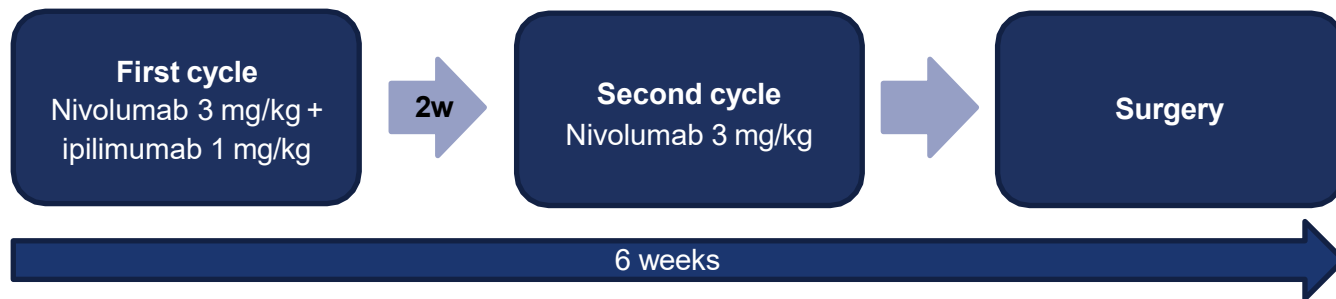 First cycle
Nivolumab 3 mg/kg +
ipilimumab 1 mg/kg
2w
Second cycle
Nivolumab 3 mg/kg
Surgery
6 weeks